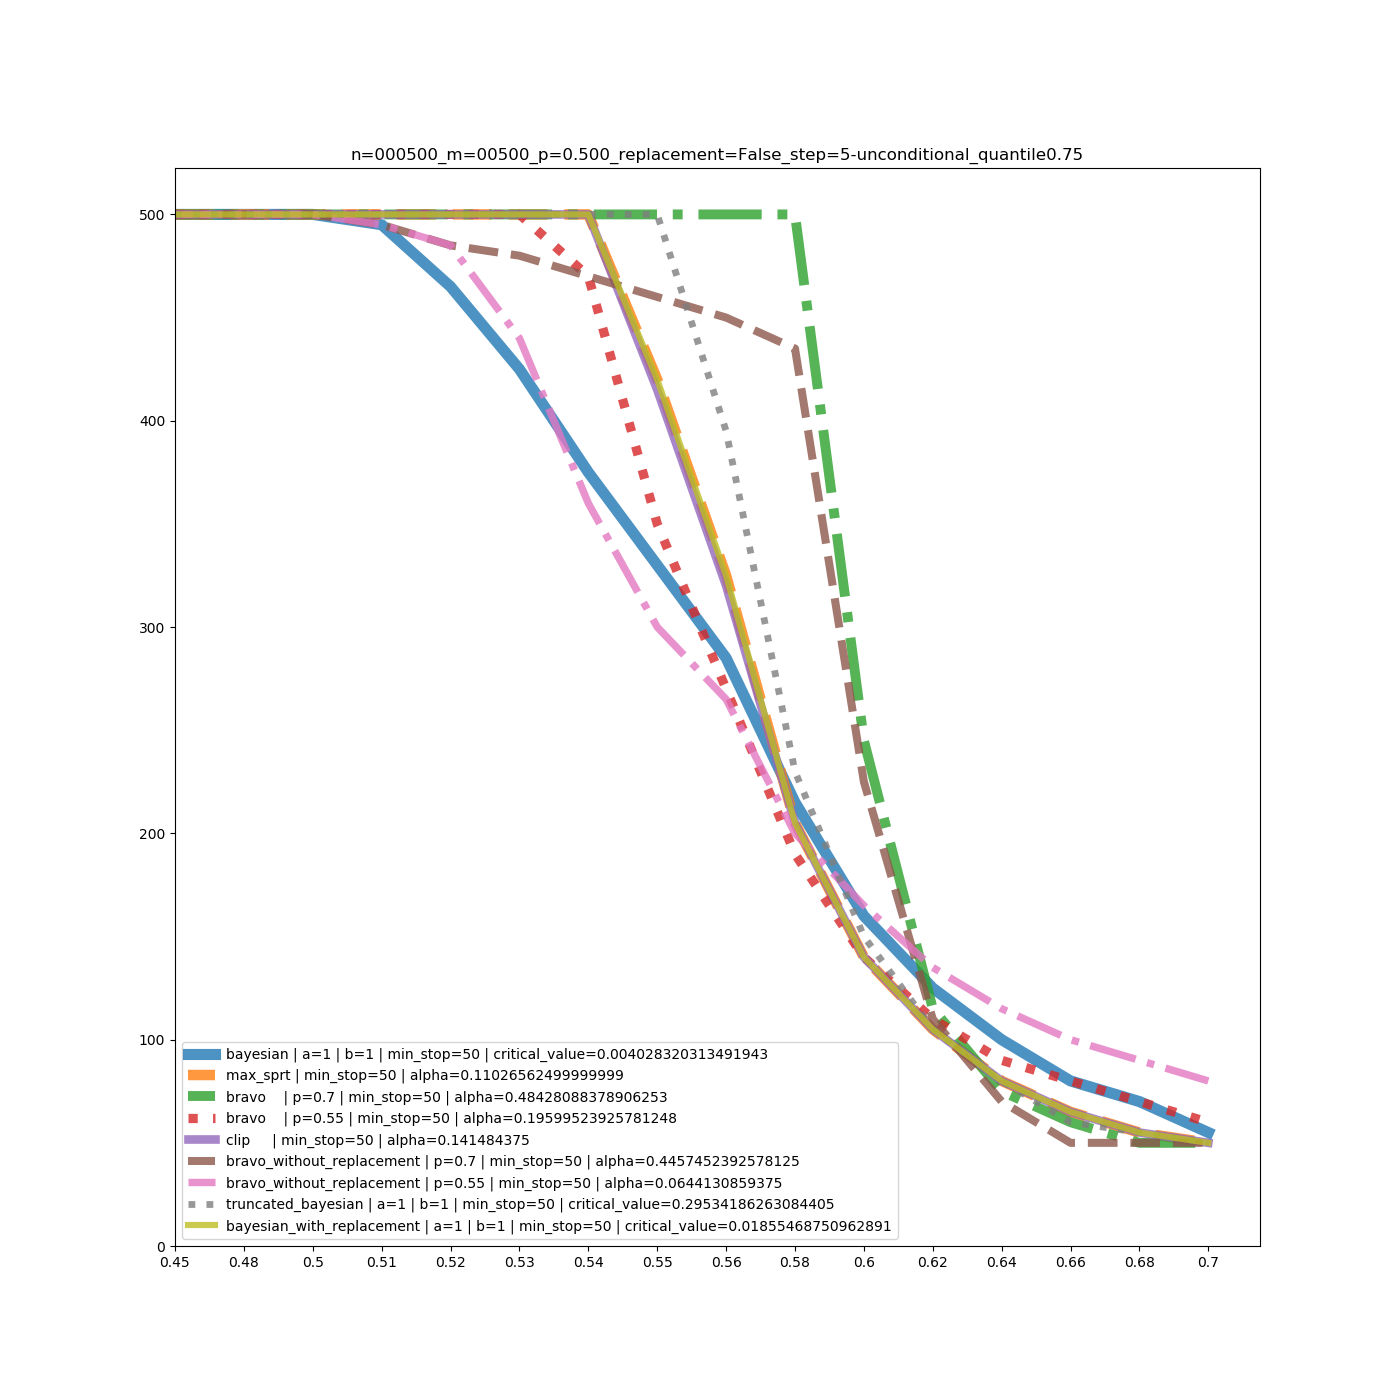 n=000500_m=00500_p=0.500_replacement=False_step=5-unconditional_quantile0.75
500
400
300
200
100
0
bayesian | a=1 | b=1 | min_stop=50 | critical_value=0.004028320313491943
max_sprt | min_stop=50 | alpha=0.11026562499999999
bravo | p=0.7 | min_stop=50 | alpha=0.48428088378906253
bravo | p=0.55 | min_stop=50 | alpha=0.19599523925781248
clip | min_stop=50 | alpha=0.141484375
bravo_without_replacement | p=0.7 | min_stop=50 | alpha=0.4457452392578125
bravo_without_replacement | p=0.55 | min_stop=50 | alpha=0.0644130859375
truncated_bayesian | a=1 | b=1 | min_stop=50 | critical_value=0.29534186263084405
bayesian_with_replacement | a=1 | b=1 | min_stop=50 | critical_value=0.01855468750962891
0.45 0.48 0.5 0.51 0.52 0.53 0.54 0.55 0.56 0.58 0.6 0.62 0.64 0.66 0.68 0.7